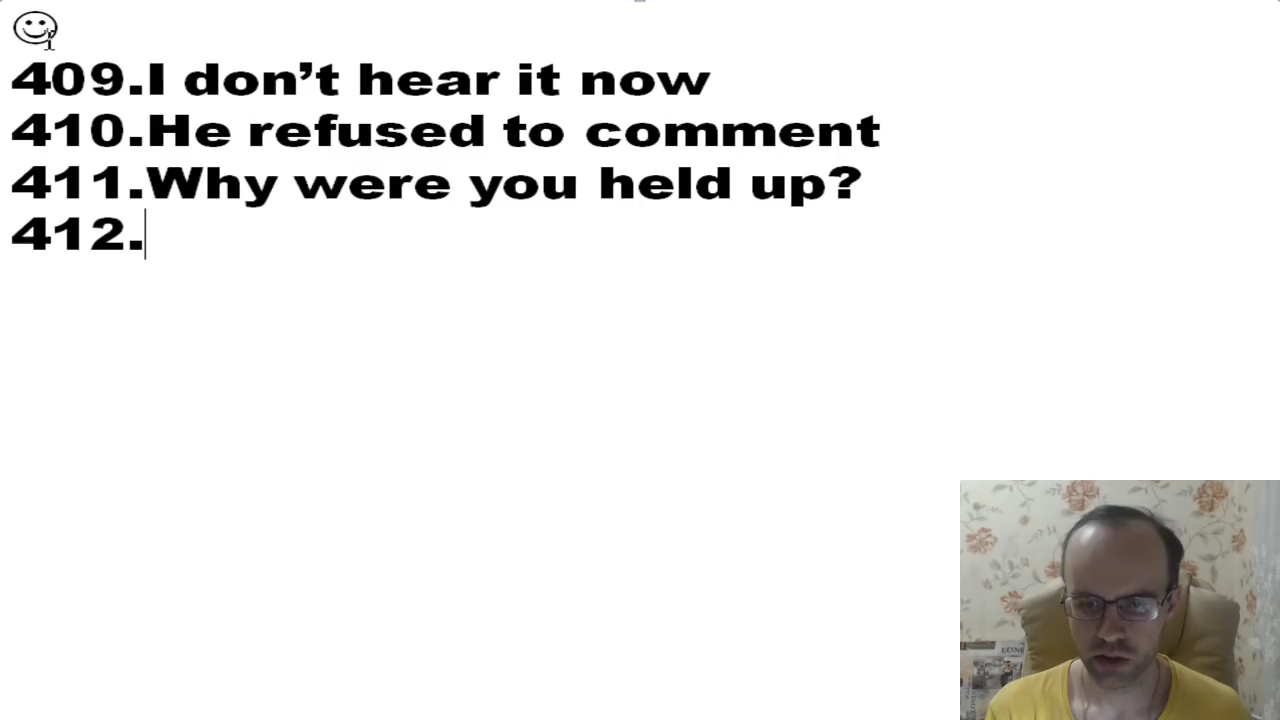 409.I don’t hear it now
410.He refused to comment
411.Why were you held up?
412.